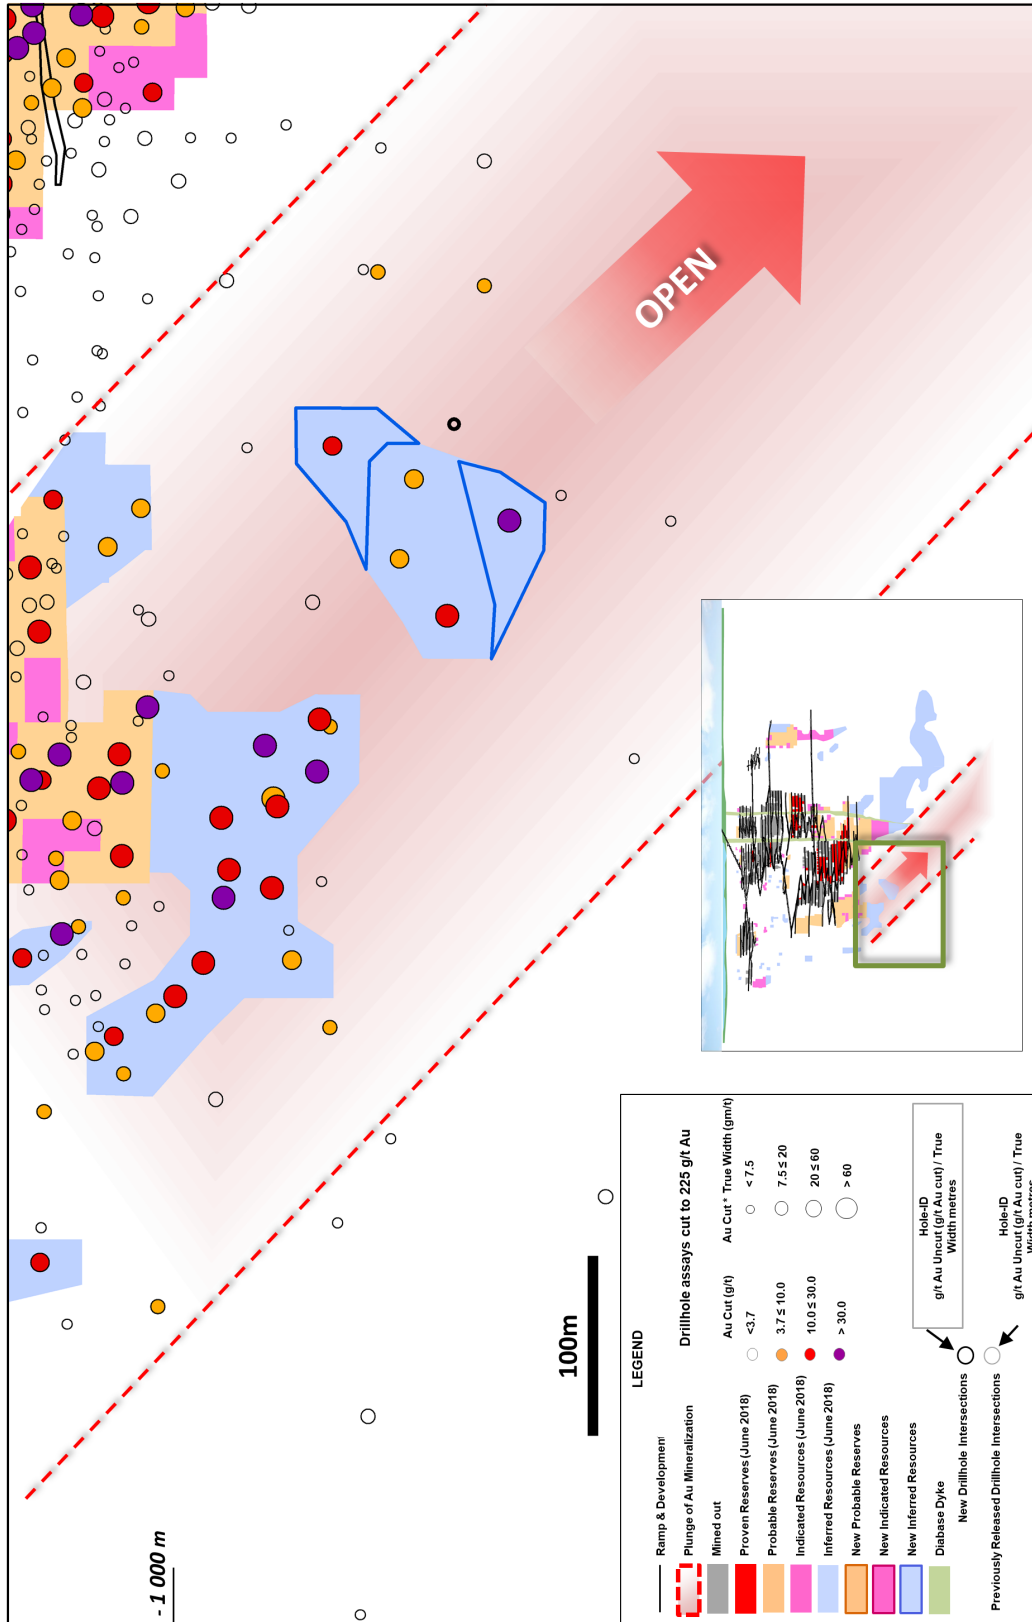 OPEN
- 1 000 m
100m
LEGEND
Ramp & Development
Plunge of Au Mineralization
Mined out
Proven Reserves (June 2018)
Probable Reserves (June 2018)
Indicated Resources (June 2018)
Inferred Resources (June 2018)
New Probable Reserves
New Indicated Resources
New Inferred Resources
Diabase Dyke
New Drillhole Intersections
Previously Released Drillhole Intersections
Drillhole assays cut to 225 g/t Au
Au Cut (g/t)
<3.7
3.7 ≤ 10.0
10.0 ≤ 30.0
> 30.0
Au Cut * True Width (gm/t)
< 7.5
7.5 ≤ 20
20 ≤ 60
> 60
Hole-ID
g/t Au Uncut (g/t Au cut) / True
Width metres
Hole-ID
g/t Au Uncut (g/t Au cut) / True
Width metres